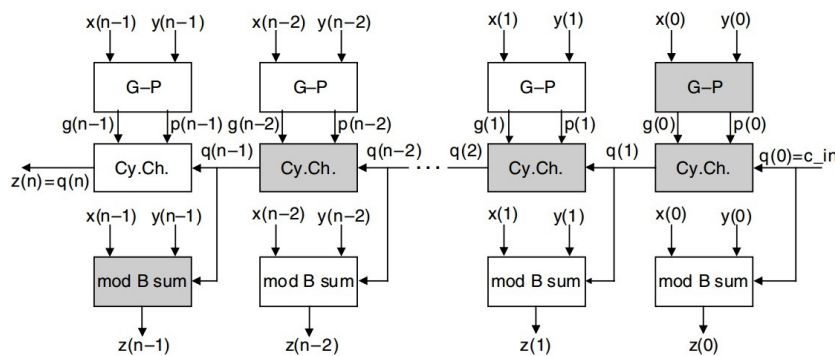 x(n−1) y(n−1) x(n−2) y(n−2) x(1) y(1) x(0) y(0)
G–P G–P G–P G–P
g(n−1) p(n−1) g(n−2) p(n−2) g(1) p(1) g(0) p(0)
q(n−1) q(n−2) q(2) q(1) q(0)=c_in
Cy.Ch. Cy.Ch. ... Cy.Ch. Cy.Ch.
z(n)=q(n)
x(n−1) y(n−1) x(n−2) y(n−2) x(1) y(1) x(0) y(0)
mod B sum mod B sum mod B sum mod B sum
z(n−1) z(n−2) z(1) z(0)